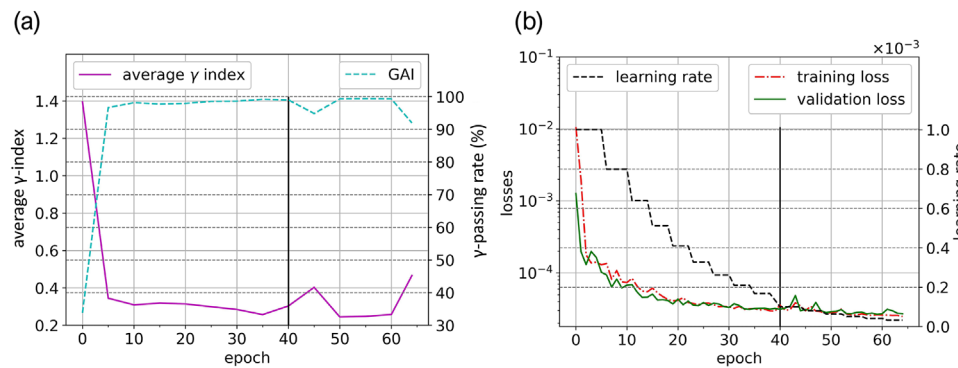 (a)
average γ index
GAI
average γ-index
1.4
1.2
1.0
0.8
0.6
0.4
0.2
100
90
80
70
60
50
40
30
γ-passing rate (%)
0 10 20 30 40 50 60
epoch
(b)
×10⁻³
learning rate
training loss
validation loss
losses
10⁻¹
10⁻²
10⁻³
10⁻⁴
1.0
0.8
0.6
0.4
0.2
0.0
learning rate
0 10 20 30 40 50 60
epoch